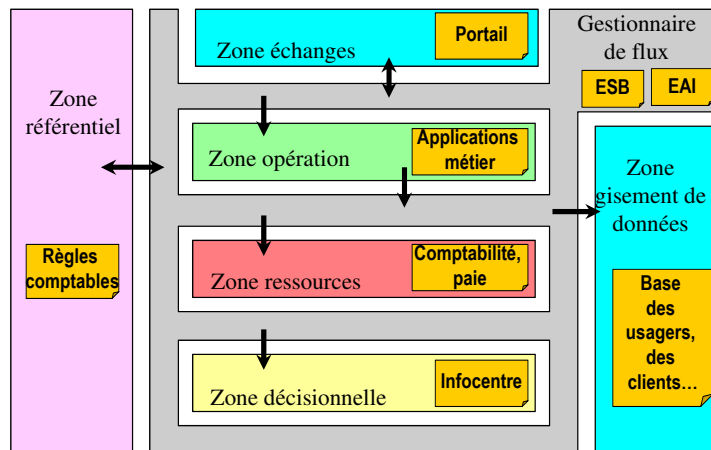 Zone échanges
Portail
Gestionnaire
de flux
ESB
EAI
Zone
référentiel
Zone opération
Applications
métier
Zone
gisement de
données
Règles
comptables
Zone ressources
Comptabilité,
paie
Base
des
usagers,
des
clients…
Zone décisionnelle
Infocentre